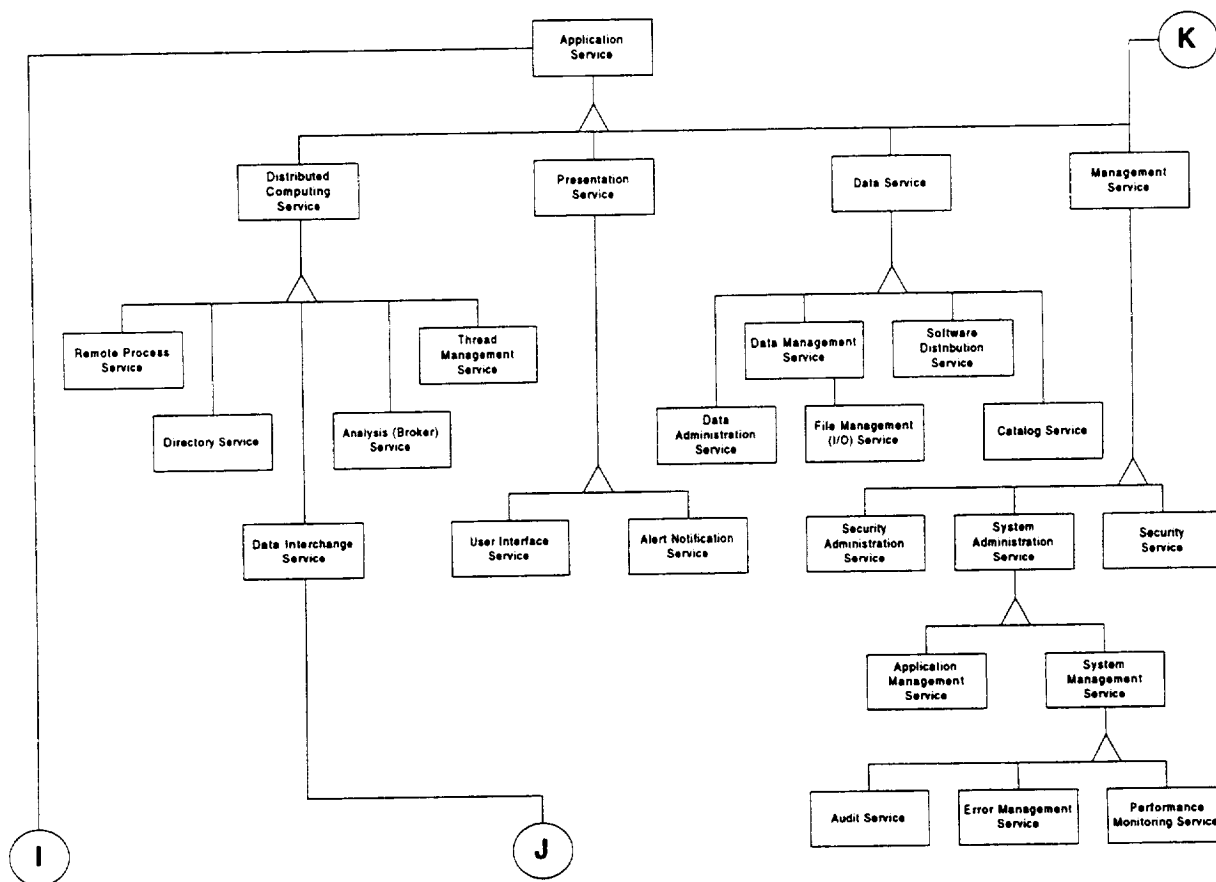 Application
Service
K
Distributed
Computing
Service
Presentation
Service
Data Service
Management
Service
Remote Process
Service
Thread
Management
Service
Data Management
Service
Software
Distribution
Service
Directory Service
Analysis (Broker)
Service
Data
Administration
Service
File Management
(I/O) Service
Catalog Service
Data Interchange
Service
User Interface
Service
Alert Notification
Service
Security
Administration
Service
System
Administration
Service
Security
Service
Application
Management
Service
System
Management
Service
Audit Service
Error Management
Service
Performance
Monitoring Service
I
J